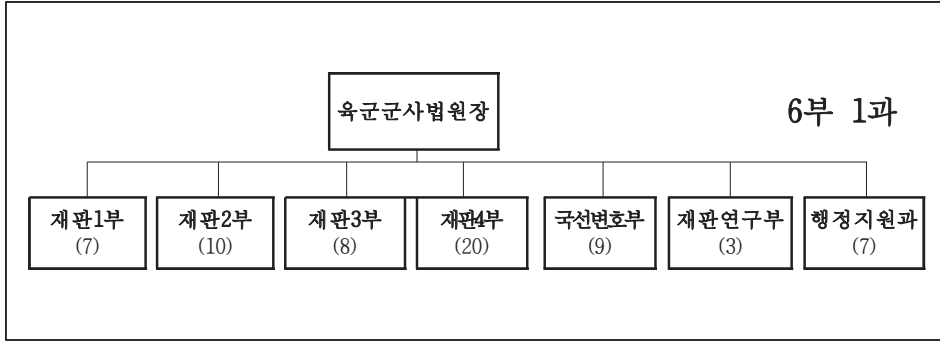 육군군사법원장
6부 1과
재판1부
(7)
재판2부
(10)
재판3부
(8)
재판4부
(20)
국선변호부
(9)
재판연구부
(3)
행정지원과
(7)